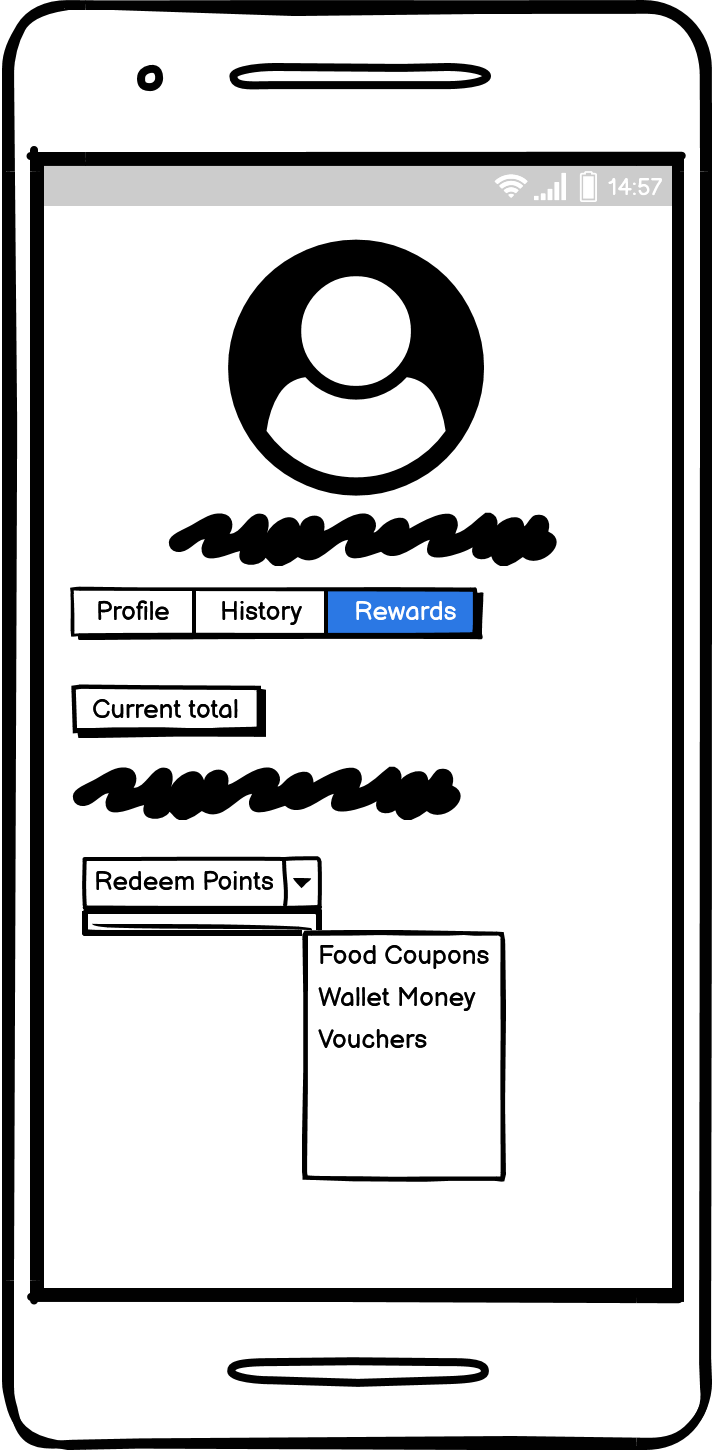 14:57
Profile History Rewards
Current total
Redeem Points
Food Coupons
Wallet Money
Vouchers